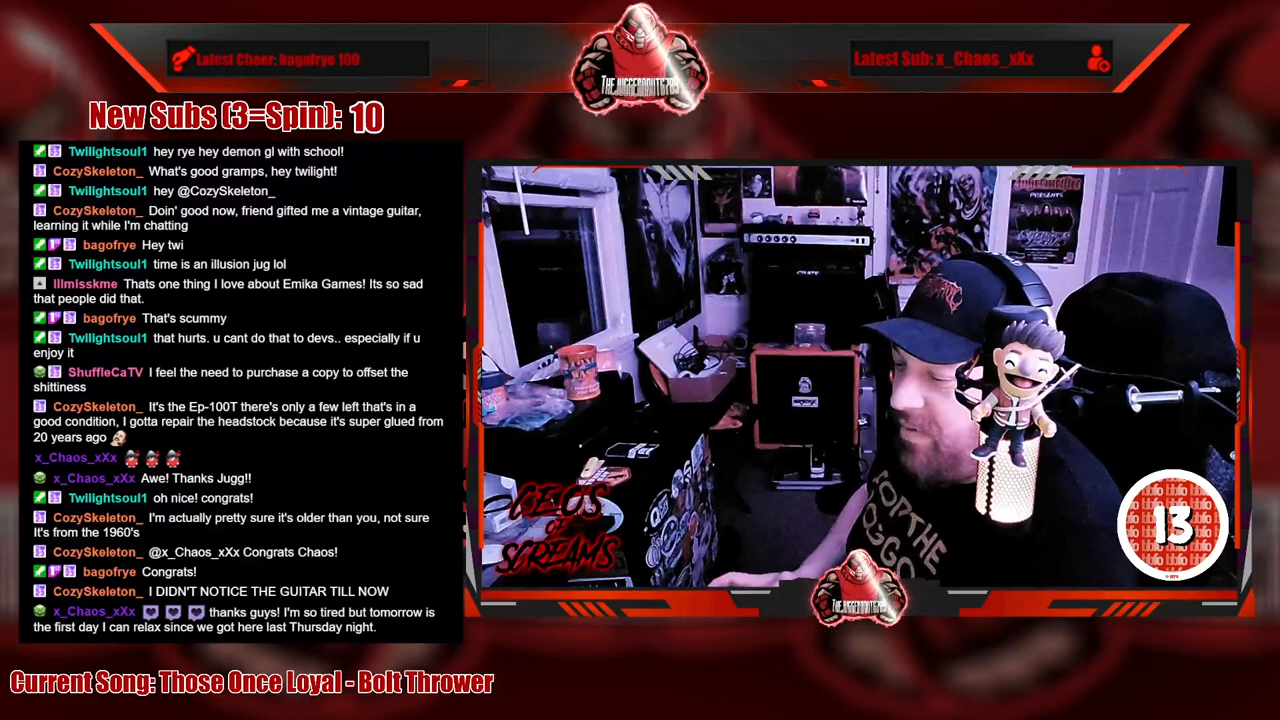 Latest Cheer: bagofrye 100
THEJUGGERNAUT6789
Latest Sub: x_Chaos_xXx
New Subs (3=Spin): 10
Twilightsoul1 hey rye hey demon gl with school!
CozySkeleton_ What's good gramps, hey twilight!
Twilightsoul1 hey @CozySkeleton_
CozySkeleton_ Doin' good now, friend gifted me a vintage guitar,
learning it while I'm chatting
bagofrye Hey twi
Twilightsoul1 time is an illusion jug lol
lllmisskme Thats one thing I love about Emika Games! Its so sad
that people did that.
bagofrye That's scummy
Twilightsoul1 that hurts. u cant do that to devs.. especially if u
enjoy it
ShuffleCaTV I feel the need to purchase a copy to offset the
shittiness
CozySkeleton_ It's the Ep-100T there's only a few left that's in a
good condition, I gotta repair the headstock because it's super glued from
20 years ago
x_Chaos_xXx
x_Chaos_xXx Awe! Thanks Jugg!!
Twilightsoul1 oh nice! congrats!
CozySkeleton_ I'm actually pretty sure it's older than you, not sure
It's from the 1960's
CozySkeleton_ @x_Chaos_xXx Congrats Chaos!
bagofrye Congrats!
CozySkeleton_ I DIDN'T NOTICE THE GUITAR TILL NOW
x_Chaos_xXx thanks guys! I'm so tired but tomorrow is
the first day I can relax since we got here last Thursday night.
PRESENTS
CRATE
GEGS
OF
SCREAMS
13
Current Song: Those Once Loyal - Bolt Thrower